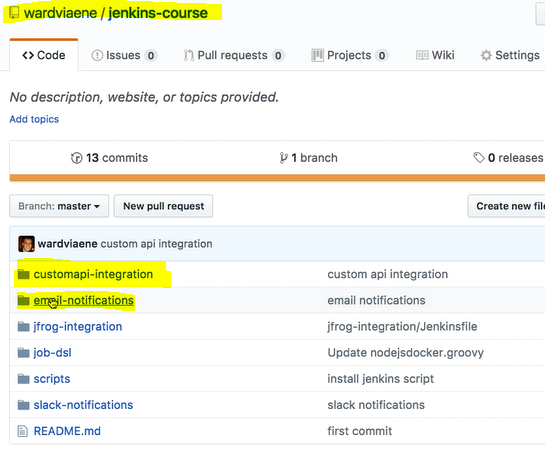 wardviaene / jenkins-course
Code Issues 0 Pull requests 0 Projects 0 Wiki Settings
No description, website, or topics provided.
Add topics
13 commits 1 branch 0 releases
Branch: master New pull request Create new file
wardviaene custom api integration
customapi-integration custom api integration
email-notifications email notifications
jfrog-integration jfrog-integration/Jenkinsfile
job-dsl Update nodejsdocker.groovy
scripts install jenkins script
slack-notifications slack notifications
README.md first commit